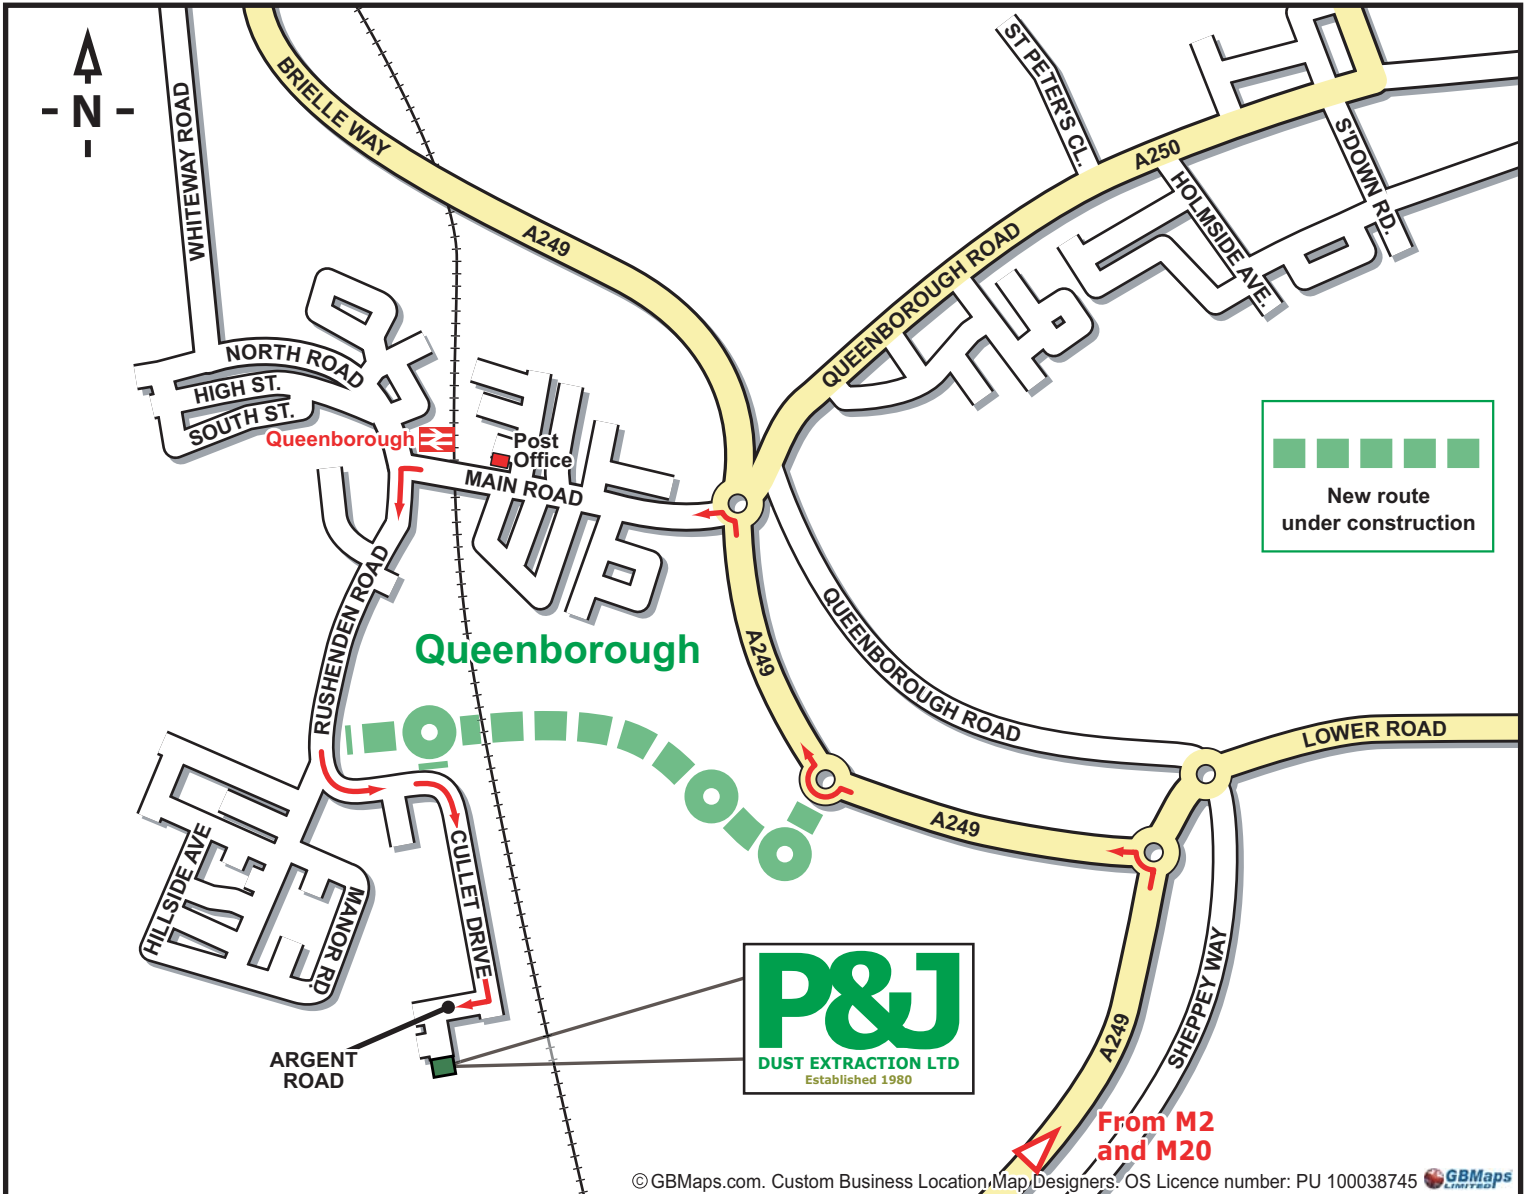 N
WHITEWAY ROAD
BRIELLE WAY
A249
ST PETER'S CL.
A250
S'DOWN RD.
HOLMSIDE AVE.
QUEENBOROUGH ROAD
NORTH ROAD
HIGH ST.
SOUTH ST.
Queenborough
Post
Office
MAIN ROAD
New route
under construction
RUSHENDEN ROAD
Queenborough
A249
QUEENBOROUGH ROAD
LOWER ROAD
A249
HILLSIDE AVE
MANOR RD.
CULLET DRIVE
P&J
DUST EXTRACTION LTD
Established 1980
ARGENT
ROAD
A249
SHEPPEY WAY
From M2
and M20
© GBMaps.com. Custom Business Location Map Designers. OS Licence number: PU 100038745
GBMaps
LIMITED